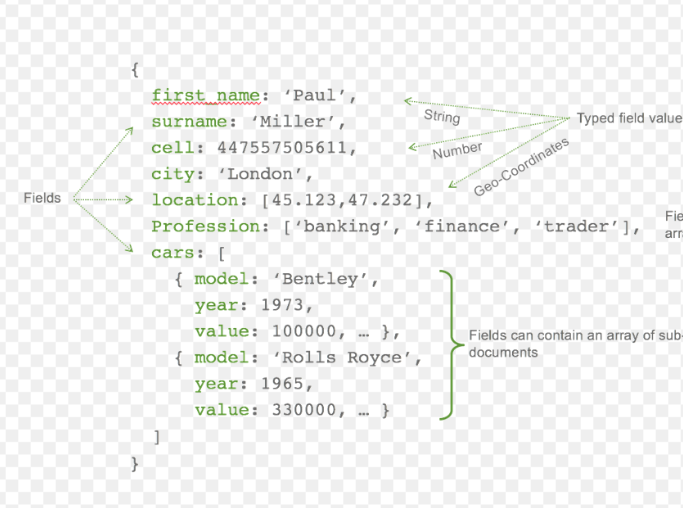 {
first_name: ‘Paul’,
String
Typed field value
surname: ‘Miller’,
cell: 447557505611,
Number
city: ‘London’,
Geo-Coordinates
Fields
location: [45.123,47.232],
Profession: [‘banking’, ‘finance’, ‘trader’],
cars: [
{ model: ‘Bentley’,
year: 1973,
value: 100000, … },
{ model: ‘Rolls Royce’,
year: 1965,
value: 330000, … }
]
}
Fields can contain an array of sub
documents